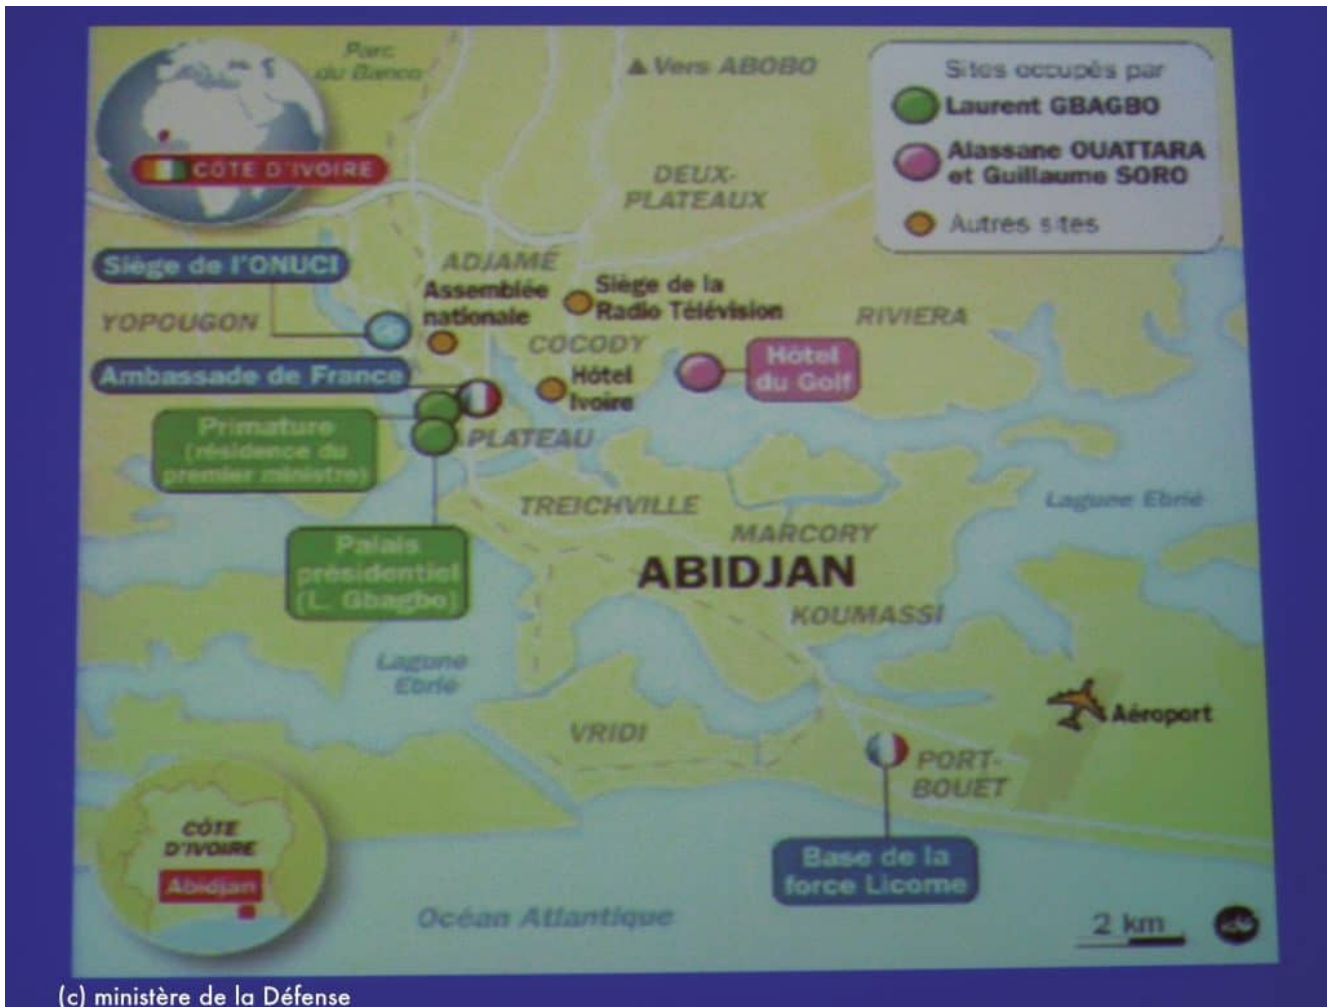 Parc
du Banco
▲ Vers ABOBO
Sites occupés par
Laurent GBAGBO
Alassane OUATTARA
et Guillaume SORO
Autres sites
CÔTE D'IVOIRE
DEUX-
PLATEAUX
Siège de l'ONUCI
ADJAMÉ
Assemblée
nationale
Siège de la
Radio Télévision
YOPOUGON
RIVIERA
COCODY
Hôtel
du Golf
Ambassade de France
Hôtel
Ivoire
Primature
(résidence du
premier ministre)
PLATEAU
TREICHVILLE
Lagune Ebrié
MARCORY
Palais
présidentiel
(L. Gbagbo)
ABIDJAN
KOUMASSI
Lagune
Ebrié
Aéroport
VRIDI
PORT-
BOUET
CÔTE
D'IVOIRE
Abidjan
Base de la
force Licorne
Océan Atlantique
2 km
(c) ministère de la Défense